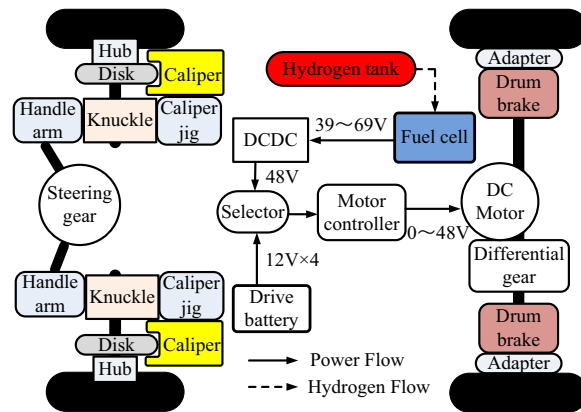 Hub
Disk
Caliper
Handle
arm
Knuckle
Caliper
jig
Steering
gear
Handle
arm
Knuckle
Caliper
jig
Disk
Caliper
Hub
Hydrogen tank
39～69V
Fuel cell
DCDC
48V
Selector
Motor
controller
0～48V
12V×4
Drive
battery
Adapter
Drum
brake
DC
Motor
Differential
gear
Drum
brake
Adapter
Power Flow
Hydrogen Flow